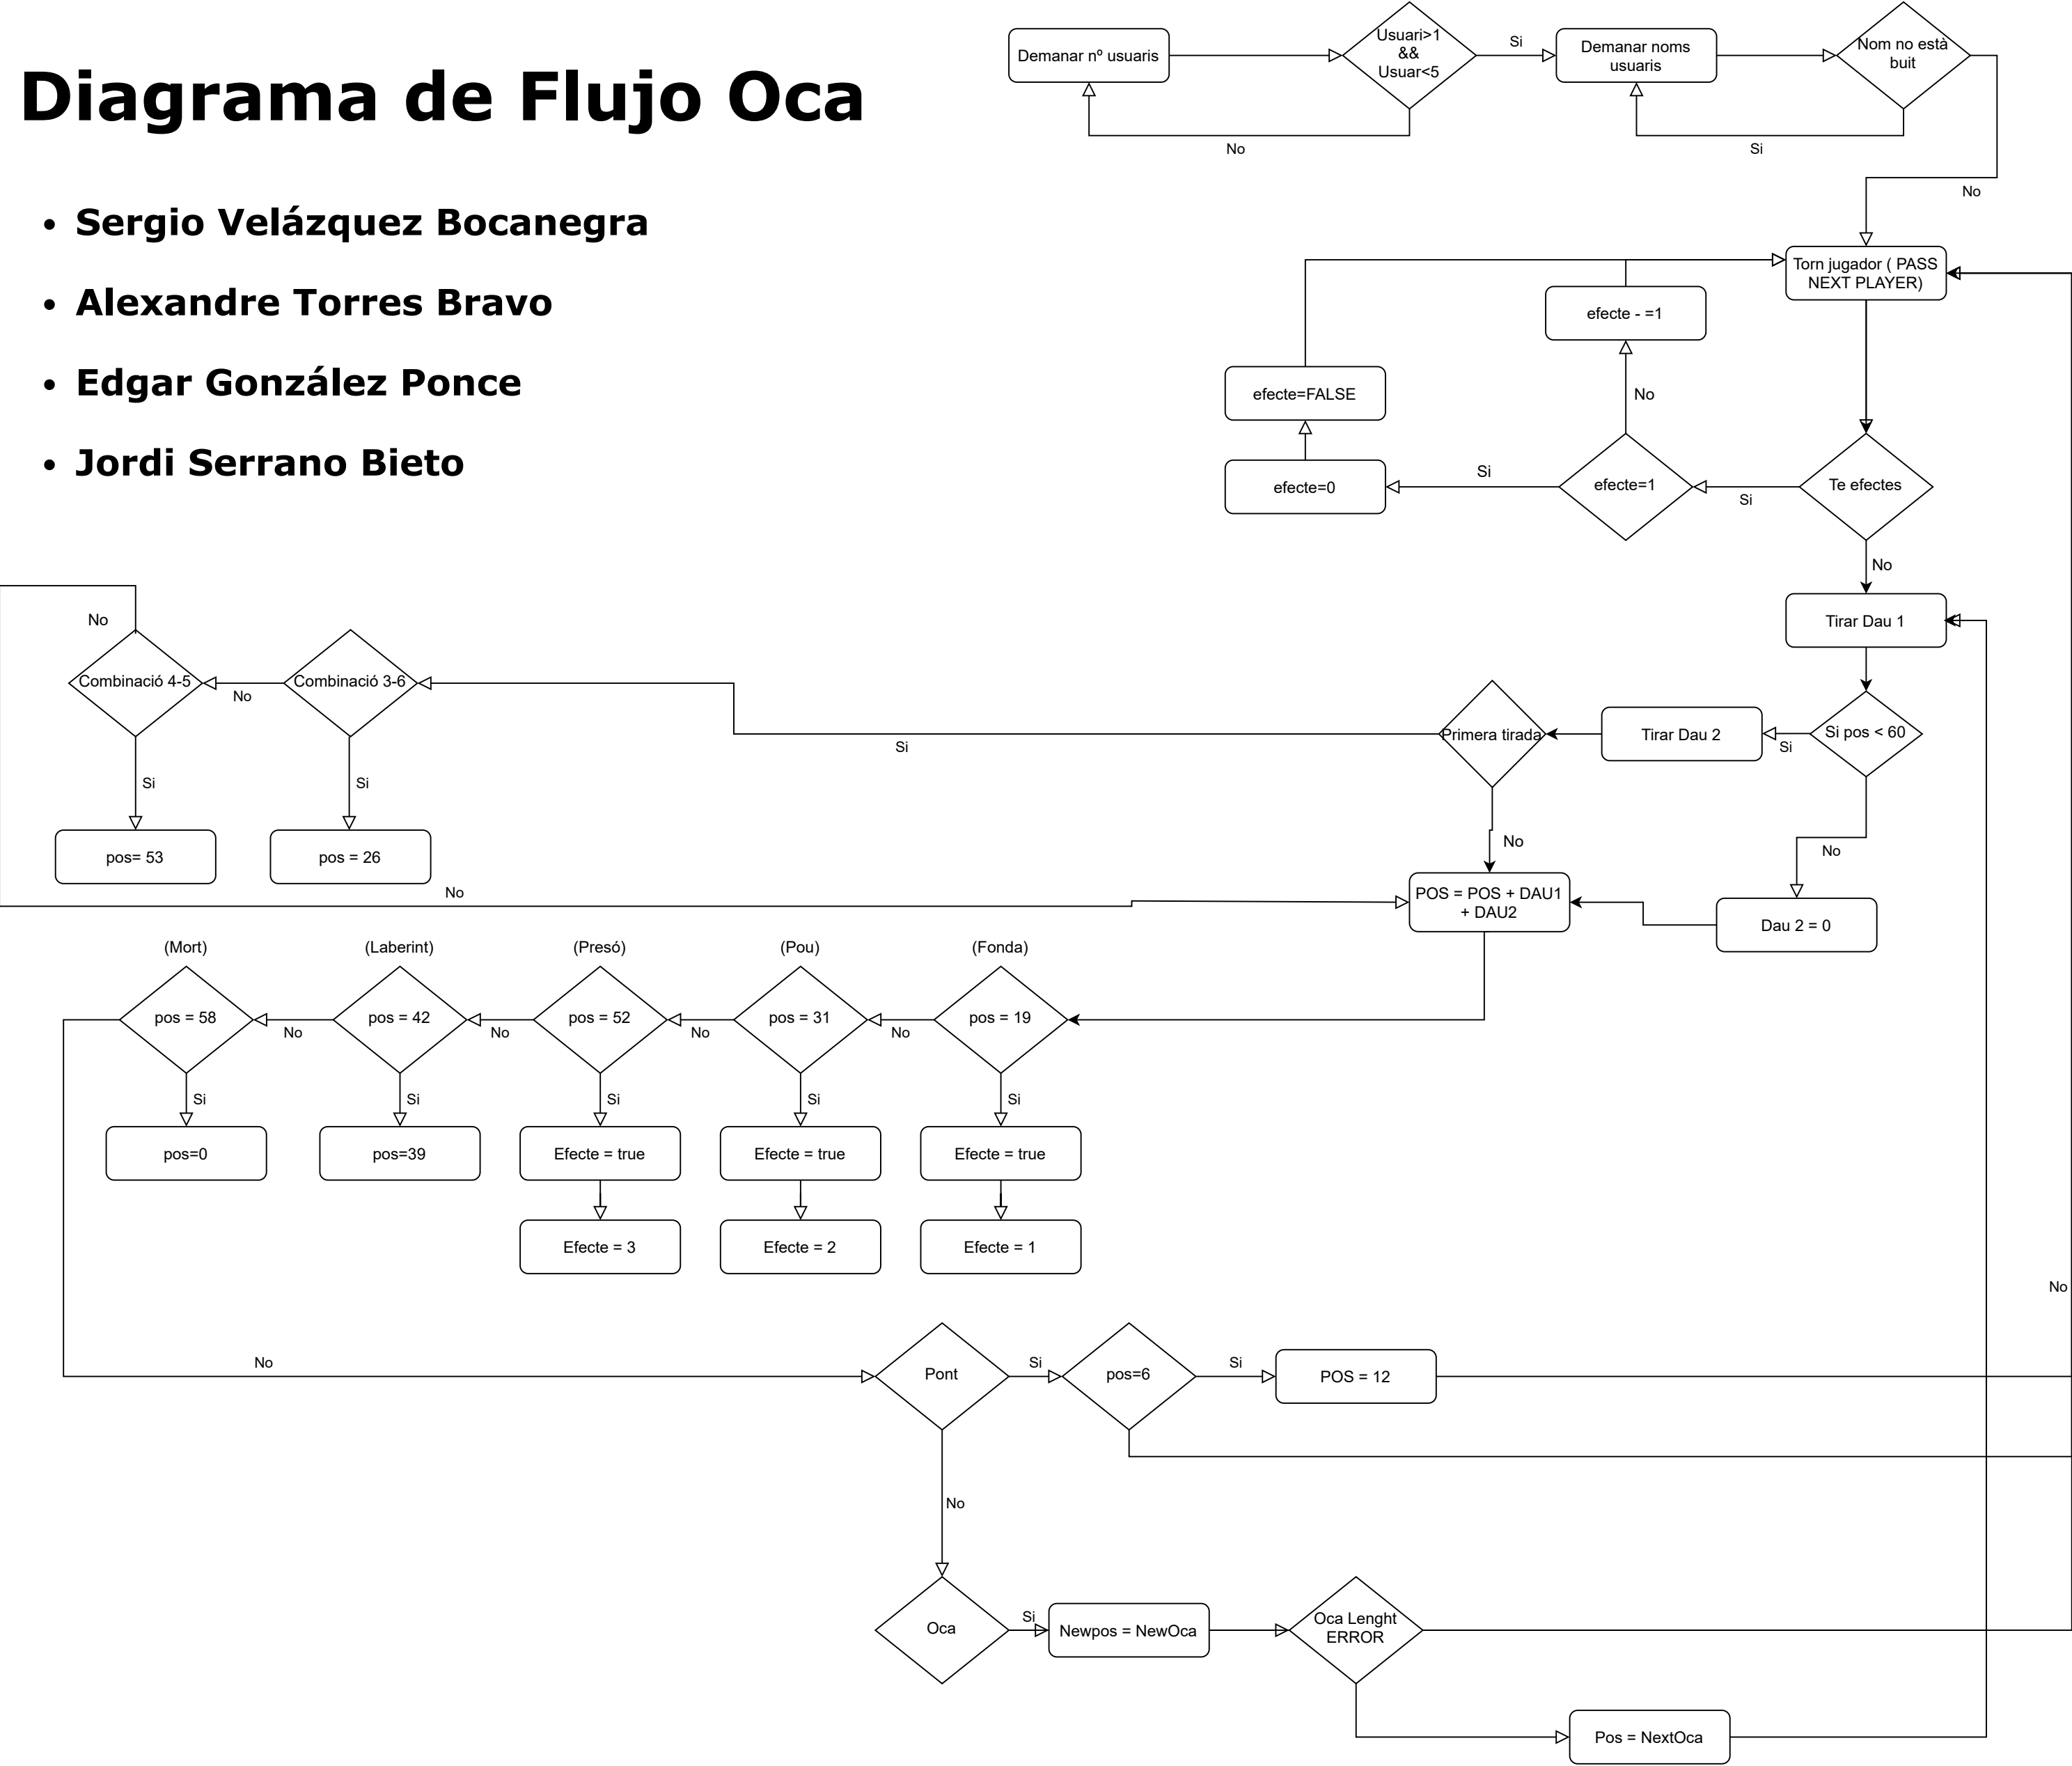 Diagrama de Flujo Oca
Sergio Velázquez Bocanegra
Alexandre Torres Bravo
Edgar González Ponce
Jordi Serrano Bieto
Demanar nº usuaris
Usuari>1
&&
Usuar<5
Si
No
Demanar noms
usuaris
Nom no està
buit
Si
No
Torn jugador ( PASS
NEXT PLAYER)
efecte - =1
efecte=FALSE
No
efecte=0
Si
efecte=1
Si
Te efectes
No
Tirar Dau 1
No
Combinació 4-5
No
Combinació 3-6
Si
Primera tirada
Tirar Dau 2
Si
Si pos < 60
Si
Si
No
No
pos= 53
pos = 26
No
POS = POS + DAU1
+ DAU2
Dau 2 = 0
(Mort)
(Laberint)
(Presó)
(Pou)
(Fonda)
pos = 58
No
pos = 42
No
pos = 52
No
pos = 31
No
pos = 19
Si
Si
Si
Si
Si
pos=0
pos=39
Efecte = true
Efecte = true
Efecte = true
Efecte = 3
Efecte = 2
Efecte = 1
No
No
Pont
Si
pos=6
Si
POS = 12
No
Oca
Si
Newpos = NewOca
Oca Lenght
ERROR
Pos = NextOca